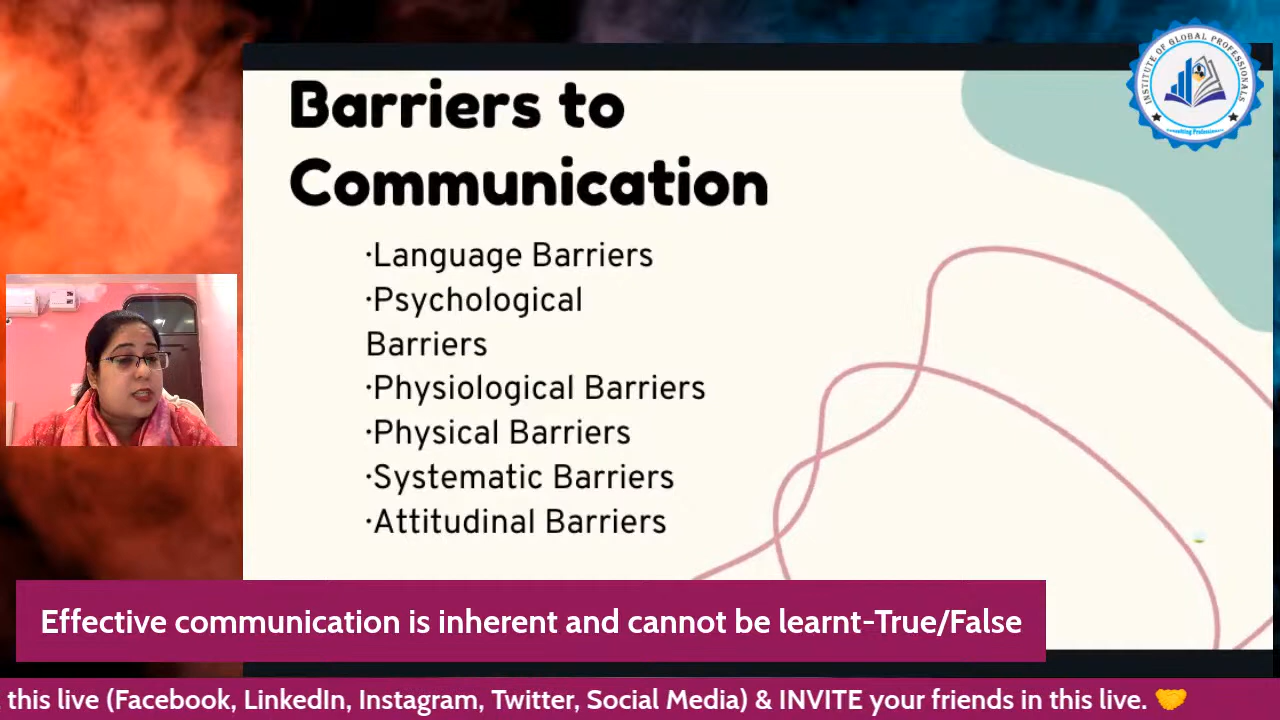 Barriers to
Communication
·Language Barriers
·Psychological
Barriers
·Physiological Barriers
·Physical Barriers
·Systematic Barriers
·Attitudinal Barriers
INSTITUTE OF GLOBAL PROFESSIONALS
Effective communication is inherent and cannot be learnt-True/False
this live (Facebook, LinkedIn, Instagram, Twitter, Social Media) & INVITE your friends in this live. 🤝